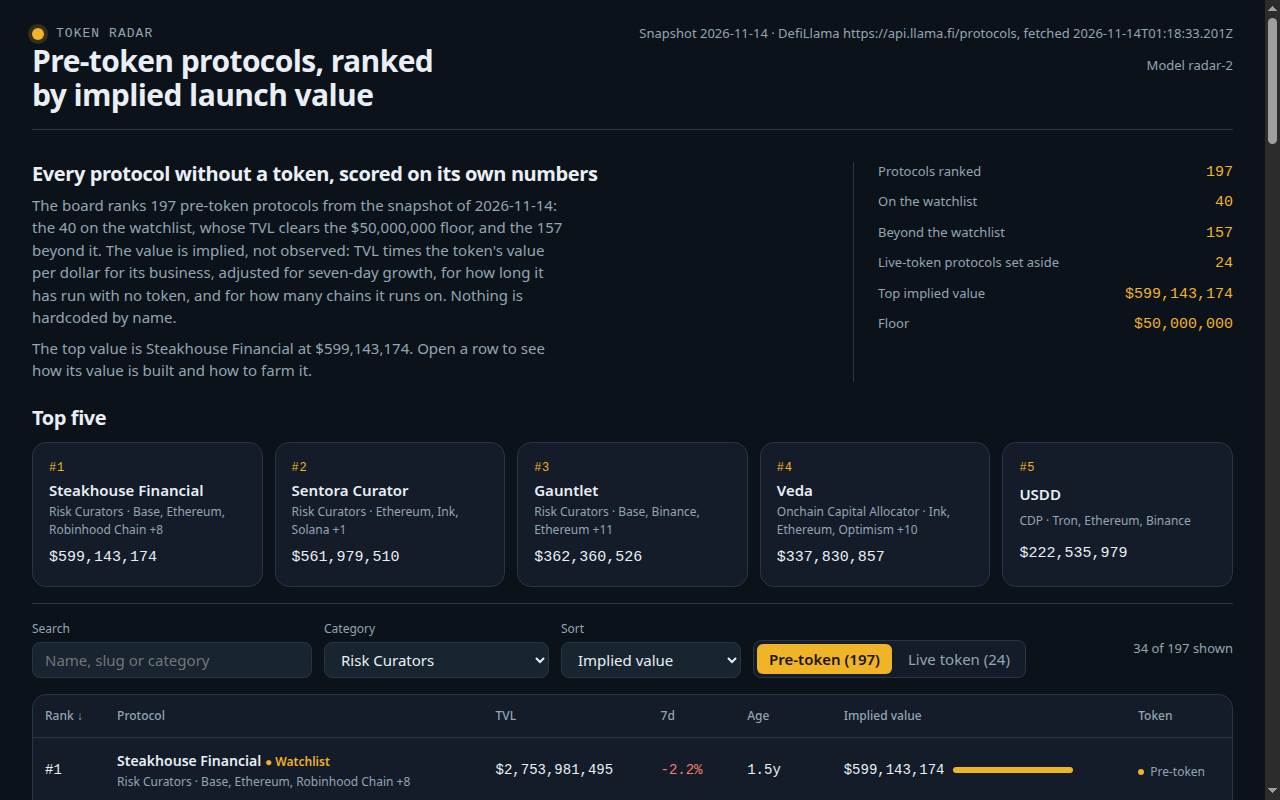 TOKEN RADAR
Pre-token protocols, ranked
by implied launch value
Snapshot 2026-11-14 · DefiLlama https://api.llama.fi/protocols, fetched 2026-11-14T01:18:33.201Z
Model radar-2
Every protocol without a token, scored on its own numbers
The board ranks 197 pre-token protocols from the snapshot of 2026-11-14:
the 40 on the watchlist, whose TVL clears the $50,000,000 floor, and the 157
beyond it. The value is implied, not observed: TVL times the token's value
per dollar for its business, adjusted for seven-day growth, for how long it
has run with no token, and for how many chains it runs on. Nothing is
hardcoded by name.
The top value is Steakhouse Financial at $599,143,174. Open a row to see
how its value is built and how to farm it.
Protocols ranked 197
On the watchlist 40
Beyond the watchlist 157
Live-token protocols set aside 24
Top implied value $599,143,174
Floor $50,000,000
Top five
#1
Steakhouse Financial
Risk Curators · Base, Ethereum,
Robinhood Chain +8
$599,143,174
#2
Sentora Curator
Risk Curators · Ethereum, Ink,
Solana +1
$561,979,510
#3
Gauntlet
Risk Curators · Base, Binance,
Ethereum +11
$362,360,526
#4
Veda
Onchain Capital Allocator · Ink,
Ethereum, Optimism +10
$337,830,857
#5
USDD
CDP · Tron, Ethereum, Binance
$222,535,979
Search
Name, slug or category
Category
Risk Curators
Sort
Implied value
Pre-token (197)
Live token (24)
34 of 197 shown
Rank ↓ Protocol TVL 7d Age Implied value Token
#1 Steakhouse Financial ● Watchlist $2,753,981,495 -2.2% 1.5y $599,143,174 ● Pre-token
Risk Curators · Base, Ethereum, Robinhood Chain +8